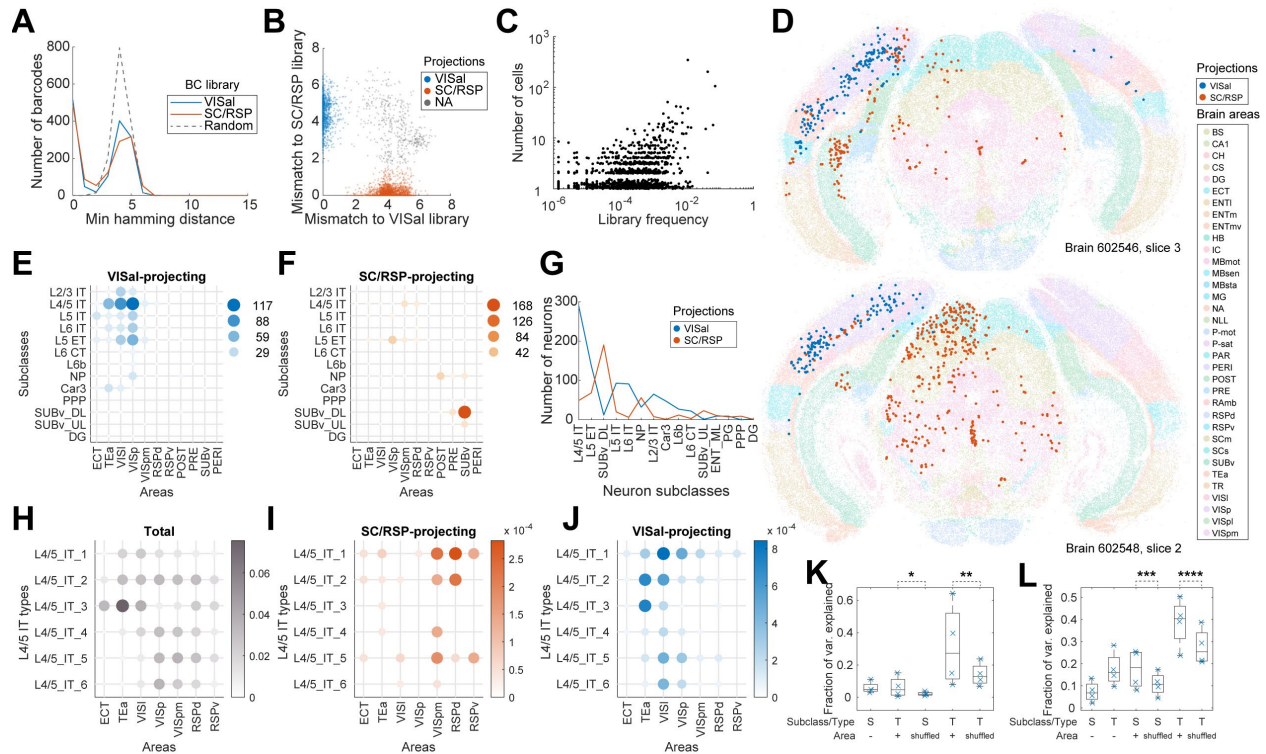 A
Number of barcodes
800
600
400
200
0
0 5 10 15
Min hamming distance
BC library
VISal
SC/RSP
Random
B
Mismatch to SC/RSP library
8
6
4
2
0
0 2 4 6 8
Mismatch to VISal library
Projections
VISal
SC/RSP
NA
C
Number of cells
10^3
100
10
1
10^-6 10^-4 10^-2 1
Library frequency
D
Brain 602546, slice 3
Brain 602548, slice 2
Projections
VISal
SC/RSP
Brain areas
BS
CA1
CH
CS
DG
ECT
ENTl
ENTm
ENTmv
HB
IC
MBmot
MBsen
MBsta
MG
NA
NLL
P-mot
P-sat
PAR
PERI
POST
PRE
RAmb
RSPd
RSPv
SCm
SCs
SUBv
TEa
TR
VISl
VISp
VISpl
VISpm
E
VISal-projecting
Subclasses
L2/3 IT
L4/5 IT
L5 IT
L6 IT
L5 ET
L6 CT
L6b
NP
Car3
PPP
SUBv_DL
SUBv_UL
DG
ECT TEa VISl VISp VISpm RSPd RSPv POST PRE SUBv PERI
Areas
117
88
59
29
F
SC/RSP-projecting
Subclasses
L2/3 IT
L4/5 IT
L5 IT
L6 IT
L5 ET
L6 CT
L6b
NP
Car3
PPP
SUBv_DL
SUBv_UL
DG
ECT TEa VISl VISp VISpm RSPd RSPv POST PRE SUBv PERI
Areas
168
126
84
42
G
Number of neurons
300
200
100
0
Projections
VISal
SC/RSP
L4/5 IT L5 ET SUBv_DL L5 IT L6 IT NP L2/3 IT Car3 L6b L6 CT SUBv_UL ENT_ML PG PPP DG
Neuron subclasses
H
Total
L4/5 IT types
L4/5_IT_1
L4/5_IT_2
L4/5_IT_3
L4/5_IT_4
L4/5_IT_5
L4/5_IT_6
ECT TEa VISl VISp VISpm RSPd RSPv
Areas
0.06
0.04
0.02
0
I
SC/RSP-projecting
x 10^-4
L4/5 IT types
L4/5_IT_1
L4/5_IT_2
L4/5_IT_3
L4/5_IT_4
L4/5_IT_5
L4/5_IT_6
ECT TEa VISl VISp VISpm RSPd RSPv
Areas
2.5
2
1.5
1
0.5
0
J
VISal-projecting
x 10^-4
L4/5 IT types
L4/5_IT_1
L4/5_IT_2
L4/5_IT_3
L4/5_IT_4
L4/5_IT_5
L4/5_IT_6
ECT TEa VISl VISp VISpm RSPd RSPv
Areas
8
6
4
2
0
K
Fraction of var. explained
0.6
0.4
0.2
0
* **
Subclass/Type S T S T T
Area - + shuffled + shuffled
L
Fraction of var. explained
0.5
0.4
0.3
0.2
0.1
0
*** ****
Subclass/Type S T S S T T
Area - - + shuffled + shuffled